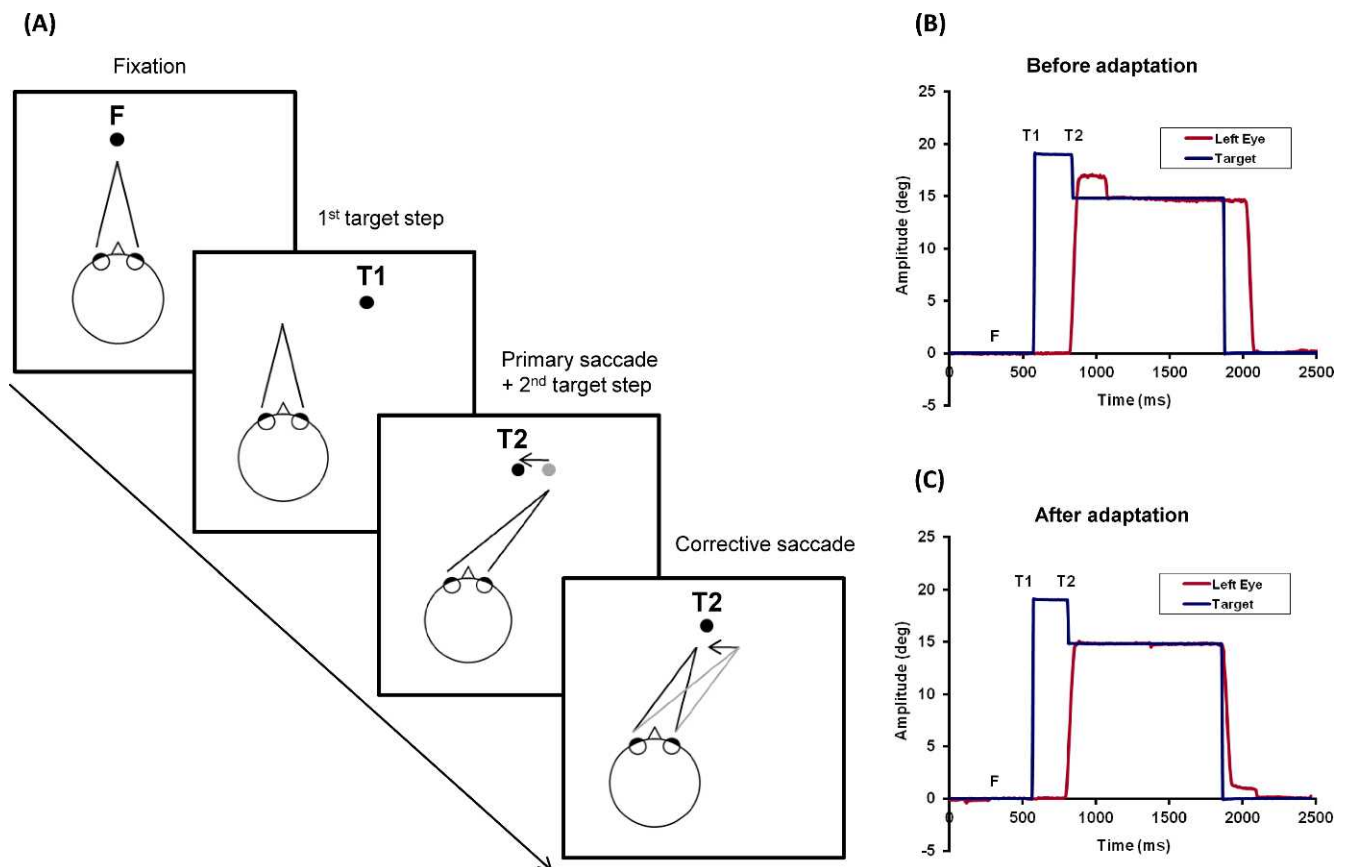 (A)
Fixation
F
1st target step
T1
Primary saccade
+ 2nd target step
T2
Corrective saccade
T2
(B)
Before adaptation
25
20
15
10
5
0
-5
Amplitude (deg)
T1 T2
F
Left Eye
Target
0 500 1000 1500 2000 2500
Time (ms)
(C)
After adaptation
25
20
15
10
5
0
-5
Amplitude (deg)
T1 T2
F
Left Eye
Target
0 500 1000 1500 2000 2500
Time (ms)